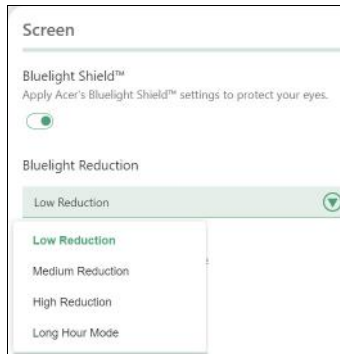 Screen
Bluelight Shield™
Apply Acer's Bluelight Shield™ settings to protect your eyes.
Bluelight Reduction
Low Reduction
Low Reduction
Medium Reduction
High Reduction
Long Hour Mode